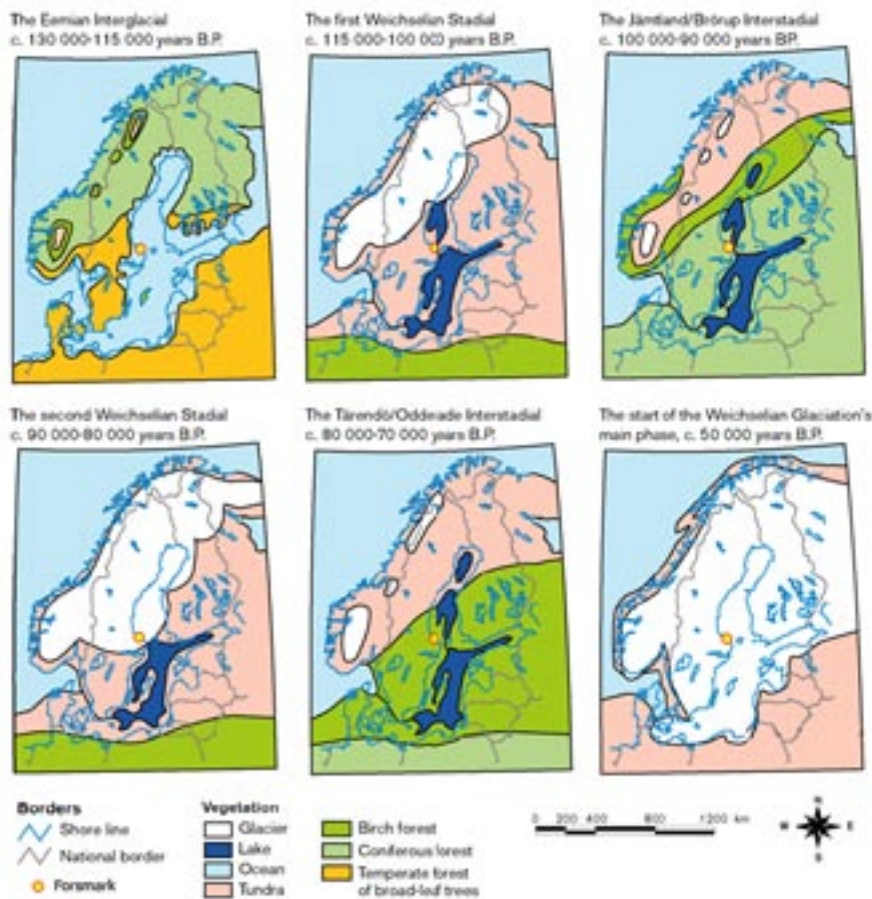 The Eemian Interglacial
c. 130 000-115 000 years B.P.
The first Weichselian Stadial
c. 115 000-100 000 years B.P.
The Jämtland/Brörup Interstadial
c. 100 000-90 000 years BP.
The second Weichselian Stadial
c. 90 000-80 000 years B.P.
The Tärendö/Odderade Interstadial
c. 80 000-70 000 years B.P.
The start of the Weichselian Glaciation's
main phase, c. 50 000 years B.P.
Borders
Shore line
National border
Forsmark
Vegetation
Glacier
Lake
Ocean
Tundra
Birch forest
Coniferous forest
Temperate forest
of broad-leaf trees
0 200 400 800 1200 km
N
W E
S